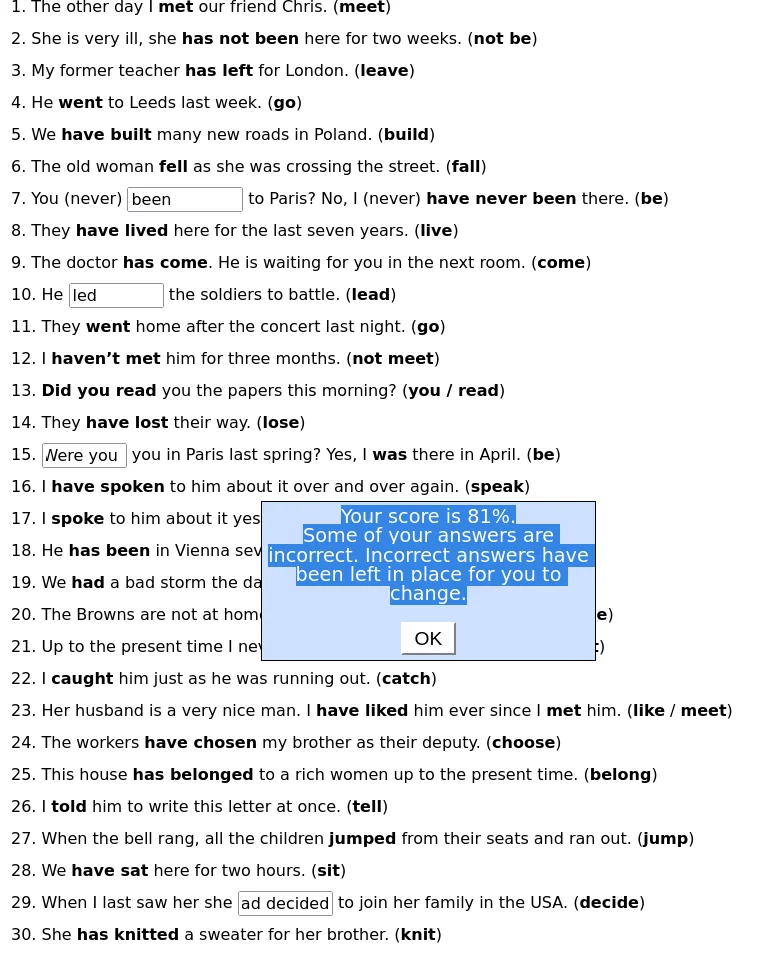 1. The other day I met our friend Chris. (meet)
2. She is very ill, she has not been here for two weeks. (not be)
3. My former teacher has left for London. (leave)
4. He went to Leeds last week. (go)
5. We have built many new roads in Poland. (build)
6. The old woman fell as she was crossing the street. (fall)
7. You (never) been to Paris? No, I (never) have never been there. (be)
8. They have lived here for the last seven years. (live)
9. The doctor has come. He is waiting for you in the next room. (come)
10. He led the soldiers to battle. (lead)
11. They went home after the concert last night. (go)
12. I haven’t met him for three months. (not meet)
13. Did you read you the papers this morning? (you / read)
14. They have lost their way. (lose)
15. Were you you in Paris last spring? Yes, I was there in April. (be)
16. I have spoken to him about it over and over again. (speak)
17. I spoke to him about it yes
18. He has been in Vienna sev
19. We had a bad storm the da
20. The Browns are not at hom e)
21. Up to the present time I nev )
Your score is 81%.
Some of your answers are
incorrect. Incorrect answers have
been left in place for you to
change.
OK
22. I caught him just as he was running out. (catch)
23. Her husband is a very nice man. I have liked him ever since I met him. (like / meet)
24. The workers have chosen my brother as their deputy. (choose)
25. This house has belonged to a rich women up to the present time. (belong)
26. I told him to write this letter at once. (tell)
27. When the bell rang, all the children jumped from their seats and ran out. (jump)
28. We have sat here for two hours. (sit)
29. When I last saw her she ad decided to join her family in the USA. (decide)
30. She has knitted a sweater for her brother. (knit)